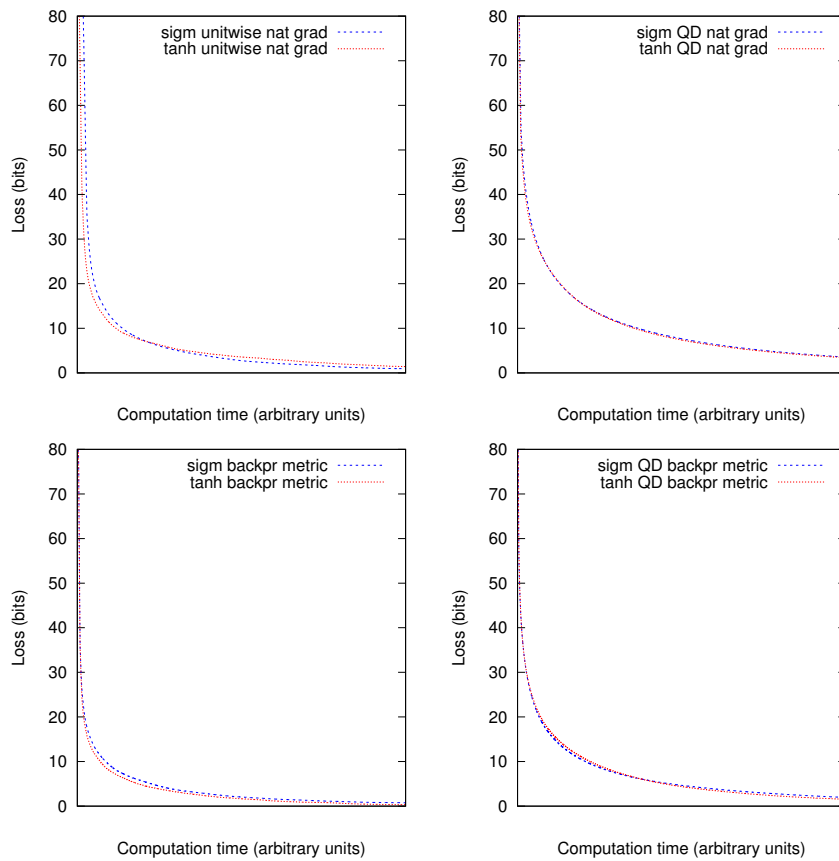 80
70
60
50
40
30
20
10
0
Loss (bits)
Computation time (arbitrary units)
sigm unitwise nat grad
tanh unitwise nat grad
80
70
60
50
40
30
20
10
0
Loss (bits)
Computation time (arbitrary units)
sigm QD nat grad
tanh QD nat grad
80
70
60
50
40
30
20
10
0
Loss (bits)
Computation time (arbitrary units)
sigm backpr metric
tanh backpr metric
80
70
60
50
40
30
20
10
0
Loss (bits)
Computation time (arbitrary units)
sigm QD backpr metric
tanh QD backpr metric